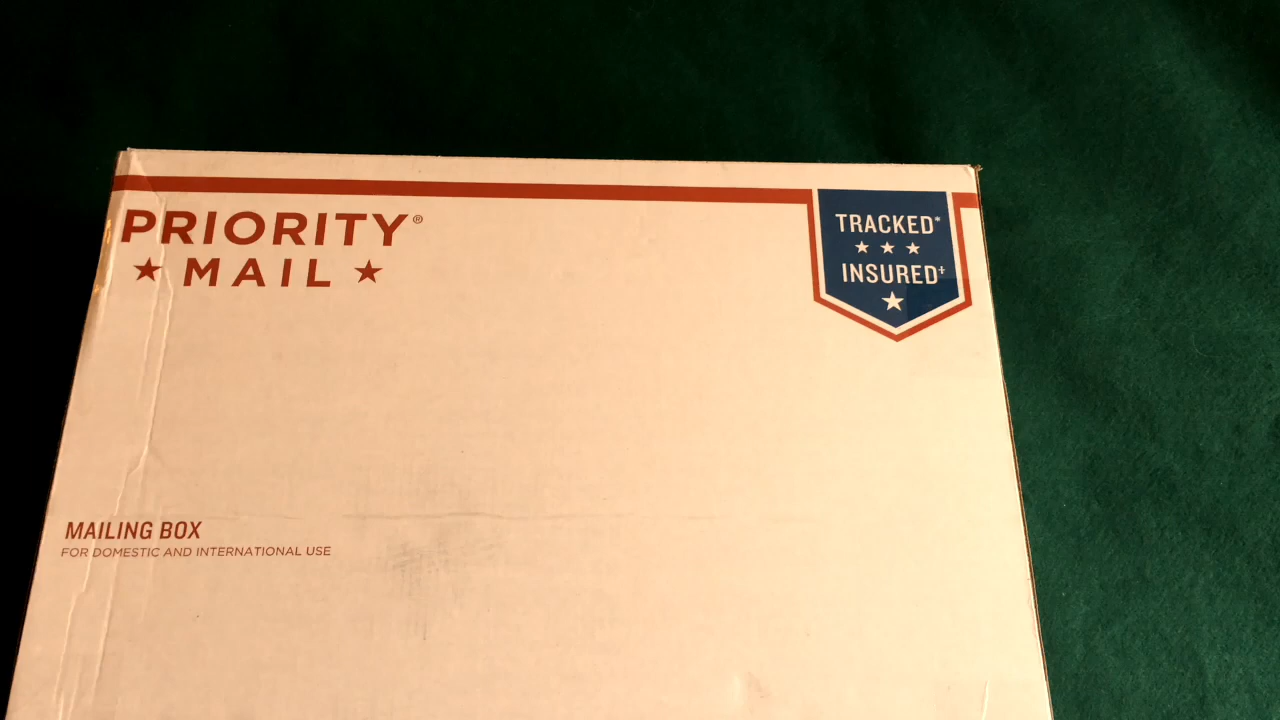 PRIORITY®
★ MAIL ★
TRACKED*
★ ★ ★
INSURED+
★
MAILING BOX
FOR DOMESTIC AND INTERNATIONAL USE